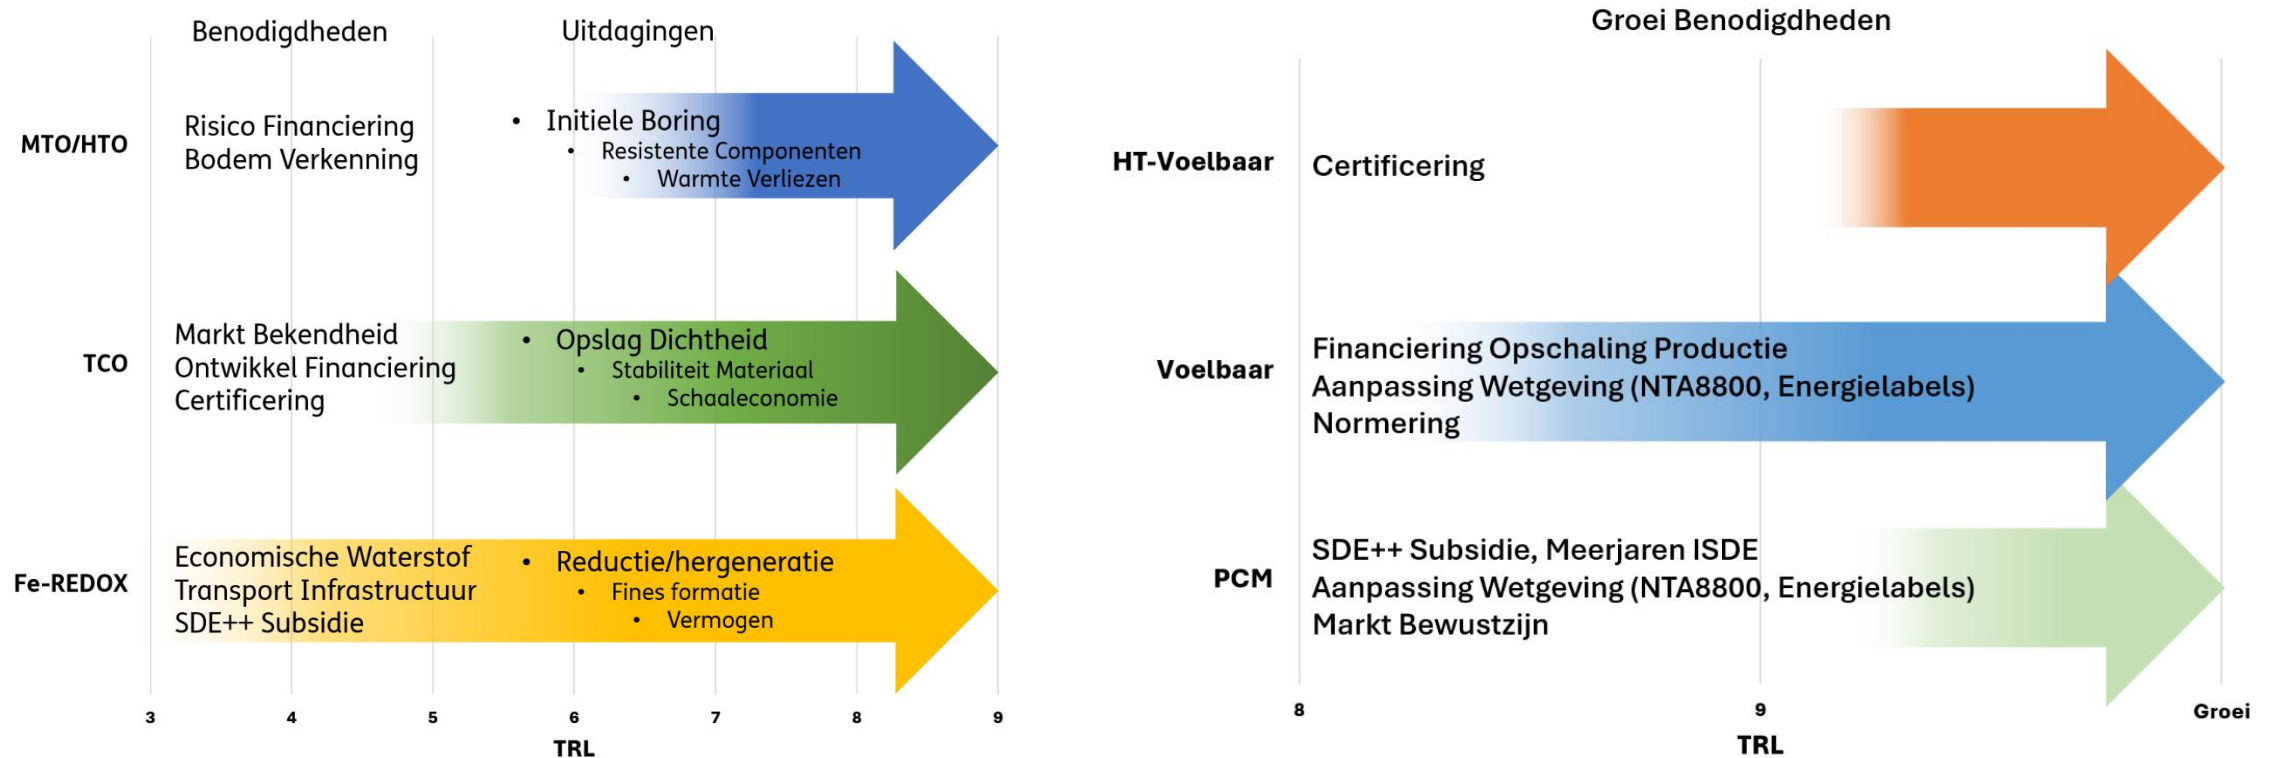 Benodigdheden
Uitdagingen
MTO/HTO
Risico Financiering
Bodem Verkenning
• Initiele Boring
• Resistente Componenten
• Warmte Verliezen
TCO
Markt Bekendheid
Ontwikkel Financiering
Certificering
• Opslag Dichtheid
• Stabiliteit Materiaal
• Schaaleconomie
Fe-REDOX
Economische Waterstof
Transport Infrastructuur
SDE++ Subsidie
• Reductie/hergeneratie
• Fines formatie
• Vermogen
3 4 5 6 7 8 9
TRL
Groei Benodigdheden
HT-Voelbaar
Certificering
Voelbaar
Financiering Opschaling Productie
Aanpassing Wetgeving (NTA8800, Energielabels)
Normering
PCM
SDE++ Subsidie, Meerjaren ISDE
Aanpassing Wetgeving (NTA8800, Energielabels)
Markt Bewustzijn
8 9 Groei
TRL